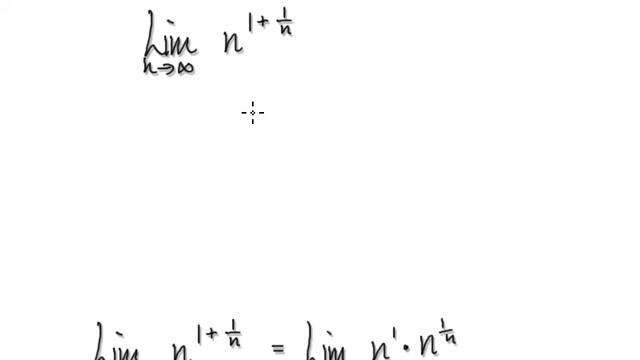 lim n→∞ n^{1+1/n}
lim n^{1+1/n} = lim n^1 · n^{1/n}